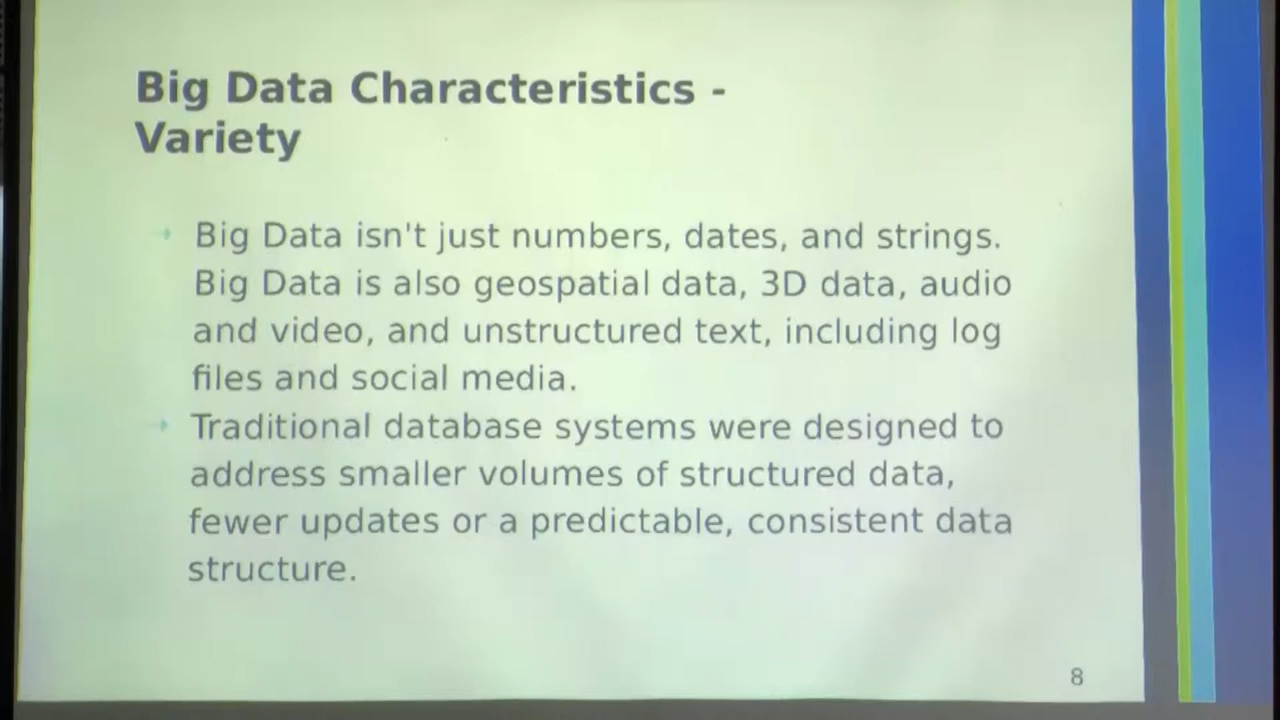 Big Data Characteristics -
Variety
Big Data isn't just numbers, dates, and strings.
Big Data is also geospatial data, 3D data, audio
and video, and unstructured text, including log
files and social media.
Traditional database systems were designed to
address smaller volumes of structured data,
fewer updates or a predictable, consistent data
structure.
8